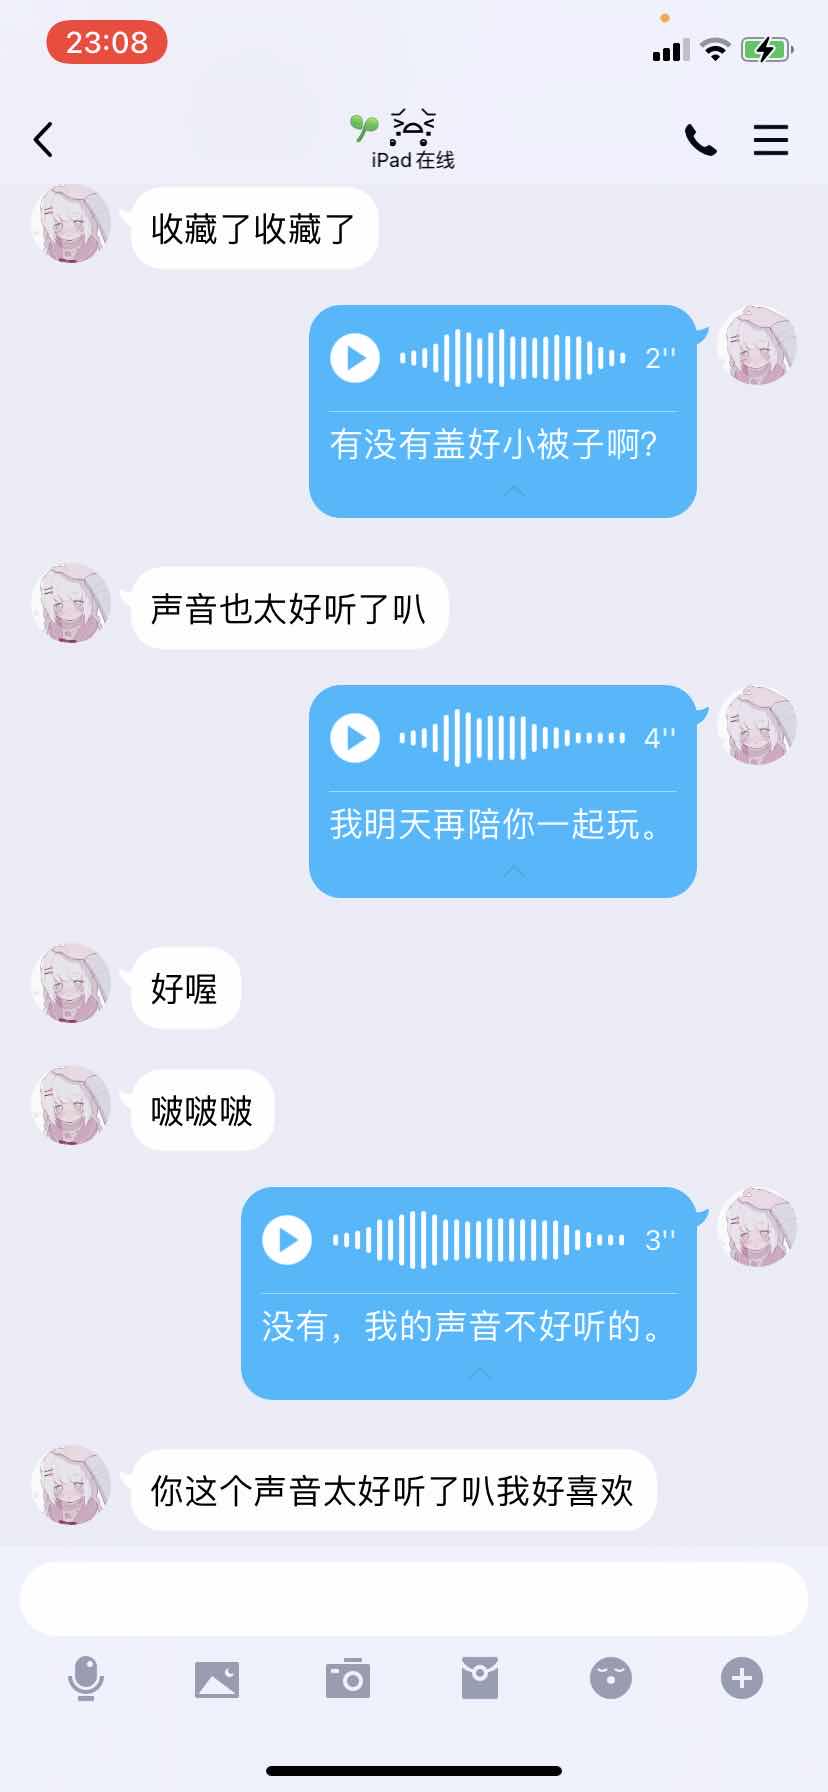 23:08
iPad 在线
收藏了收藏了
2''
有没有盖好小被子啊?
声音也太好听了叭
4''
我明天再陪你一起玩。
好喔
啵啵啵
3''
没有，我的声音不好听的。
你这个声音太好听了叭我好喜欢